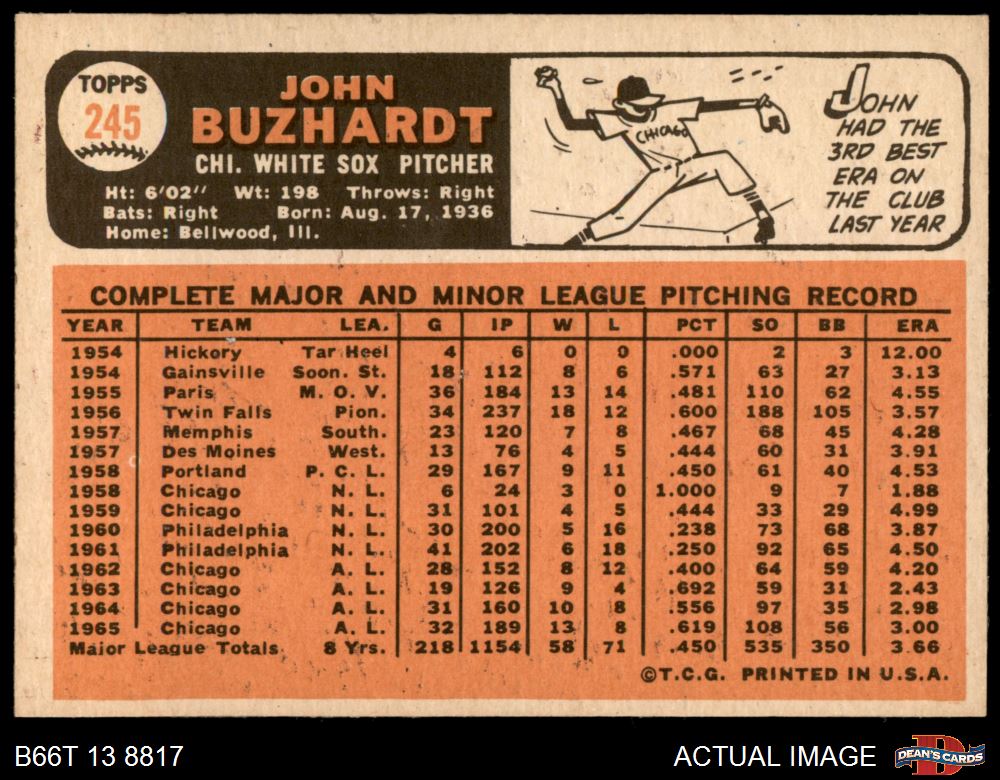 TOPPS
245
JOHN
BUZHARDT
CHI. WHITE SOX PITCHER
Ht: 6'02" Wt: 198 Throws: Right
Bats: Right Born: Aug. 17, 1936
Home: Bellwood, Ill.
CHICAGO
JOHN
HAD THE
3RD BEST
ERA ON
THE CLUB
LAST YEAR
COMPLETE MAJOR AND MINOR LEAGUE PITCHING RECORD
YEAR TEAM LEA. G IP W L PCT SO BB ERA
1954 Hickory Tar Heel 4 6 0 0 .000 2 3 12.00
1954 Gainsville Soon. St. 18 112 8 6 .571 63 27 3.13
1955 Paris M. O. V. 36 184 13 14 .481 110 62 4.55
1956 Twin Falls Pion. 34 237 18 12 .600 188 105 3.57
1957 Memphis South. 23 120 7 8 .467 68 45 4.28
1957 Des Moines West. 13 76 4 5 .444 60 31 3.91
1958 Portland P. C. L. 29 167 9 11 .450 61 40 4.53
1958 Chicago N. L. 6 24 3 0 1.000 9 7 1.88
1959 Chicago N. L. 31 101 4 5 .444 33 29 4.99
1960 Philadelphia N. L. 30 200 5 16 .238 73 68 3.87
1961 Philadelphia N. L. 41 202 6 18 .250 92 65 4.50
1962 Chicago A. L. 28 152 8 12 .400 64 59 4.20
1963 Chicago A. L. 19 126 9 4 .692 59 31 2.43
1964 Chicago A. L. 31 160 10 8 .556 97 35 2.98
1965 Chicago A. L. 32 189 13 8 .619 108 56 3.00
Major League Totals 8 Yrs. 218 1154 58 71 .450 535 350 3.66
©T.C.G. PRINTED IN U.S.A.
B66T 13 8817
ACTUAL IMAGE
DEAN'S CARDS